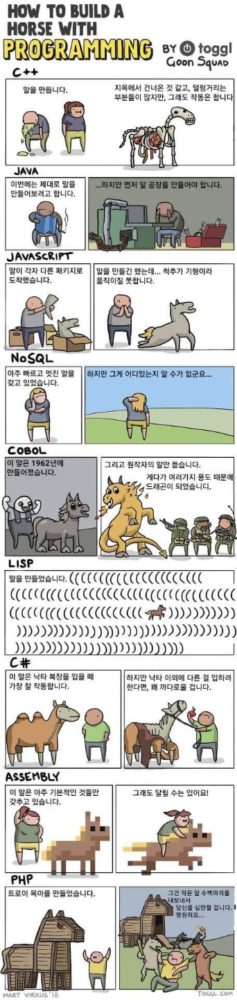 HOW TO BUILD A
HORSE WITH
PROGRAMMING
BY toggl
Goon Squad
C++
말을 만듭니다.
지옥에서 건너온 것 같고, 덜렁거리는
부분들이 많지만, 그래도 작동은 합니다
JAVA
이번에는 제대로 말을
만들어보려고 합니다.
...하지만 먼저 말 공장을 만들어야 합니다.
JAVASCRIPT
말이 각자 다른 패키지로
도착했습니다.
말을 만들긴 했는데... 척추가 기형이라
움직이질 못합니다.
NoSQL
아주 빠르고 멋진 말을
갖고 있었습니다.
하지만 그게 어디있는지 알 수가 없군요...
COBOL
이 말은 1962년에
만들어졌습니다.
그리고 원작자의 말만 듣습니다.
게다가 여러가지 용도 때문에
드래곤이 되었습니다.
LISP
말을 만들었습니다. ((((((((((((((((((((((((
(((((((((((((((((((((((((((((((((((((((
(((((((((((((((((((((((( ))))))))))))
))))))))))))))))))))))))))))))))))))))
))))))))))))))))))))))))))))
C#
이 말은 낙타 복장을 입을 때
가장 잘 작동합니다.
하지만 낙타 이외에 다른 걸 입히려
한다면, 꽤 까다로울 겁니다.
ASSEMBLY
이 말은 아주 기본적인 것들만
갖추고 있습니다.
그래도 달릴 수는 있어요!
PHP
트로이 목마를 만들었습니다.
그건 작은 말 수백마리를
내보내서
당신을 심판할 겁니다.
영원히요...
MART VIRKUS '18
TOGGL.COM